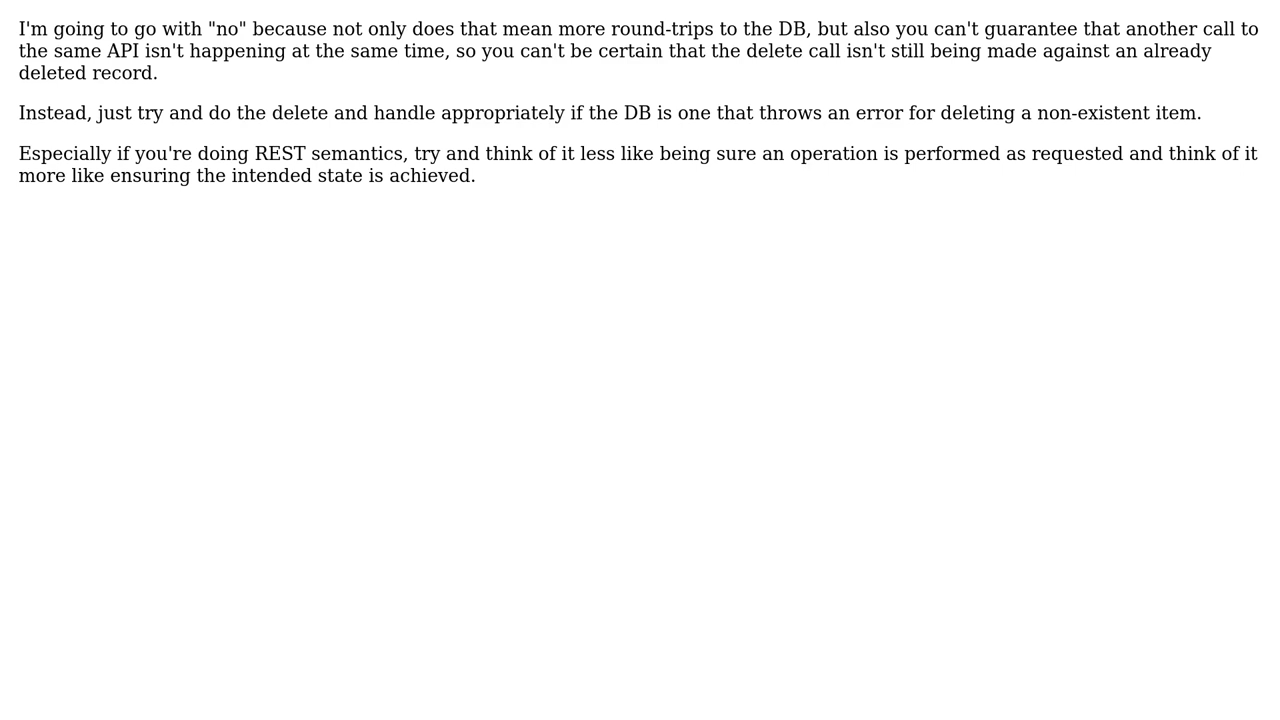 I'm going to go with "no" because not only does that mean more round-trips to the DB, but also you can't guarantee that another call to
the same API isn't happening at the same time, so you can't be certain that the delete call isn't still being made against an already
deleted record.
Instead, just try and do the delete and handle appropriately if the DB is one that throws an error for deleting a non-existent item.
Especially if you're doing REST semantics, try and think of it less like being sure an operation is performed as requested and think of it
more like ensuring the intended state is achieved.